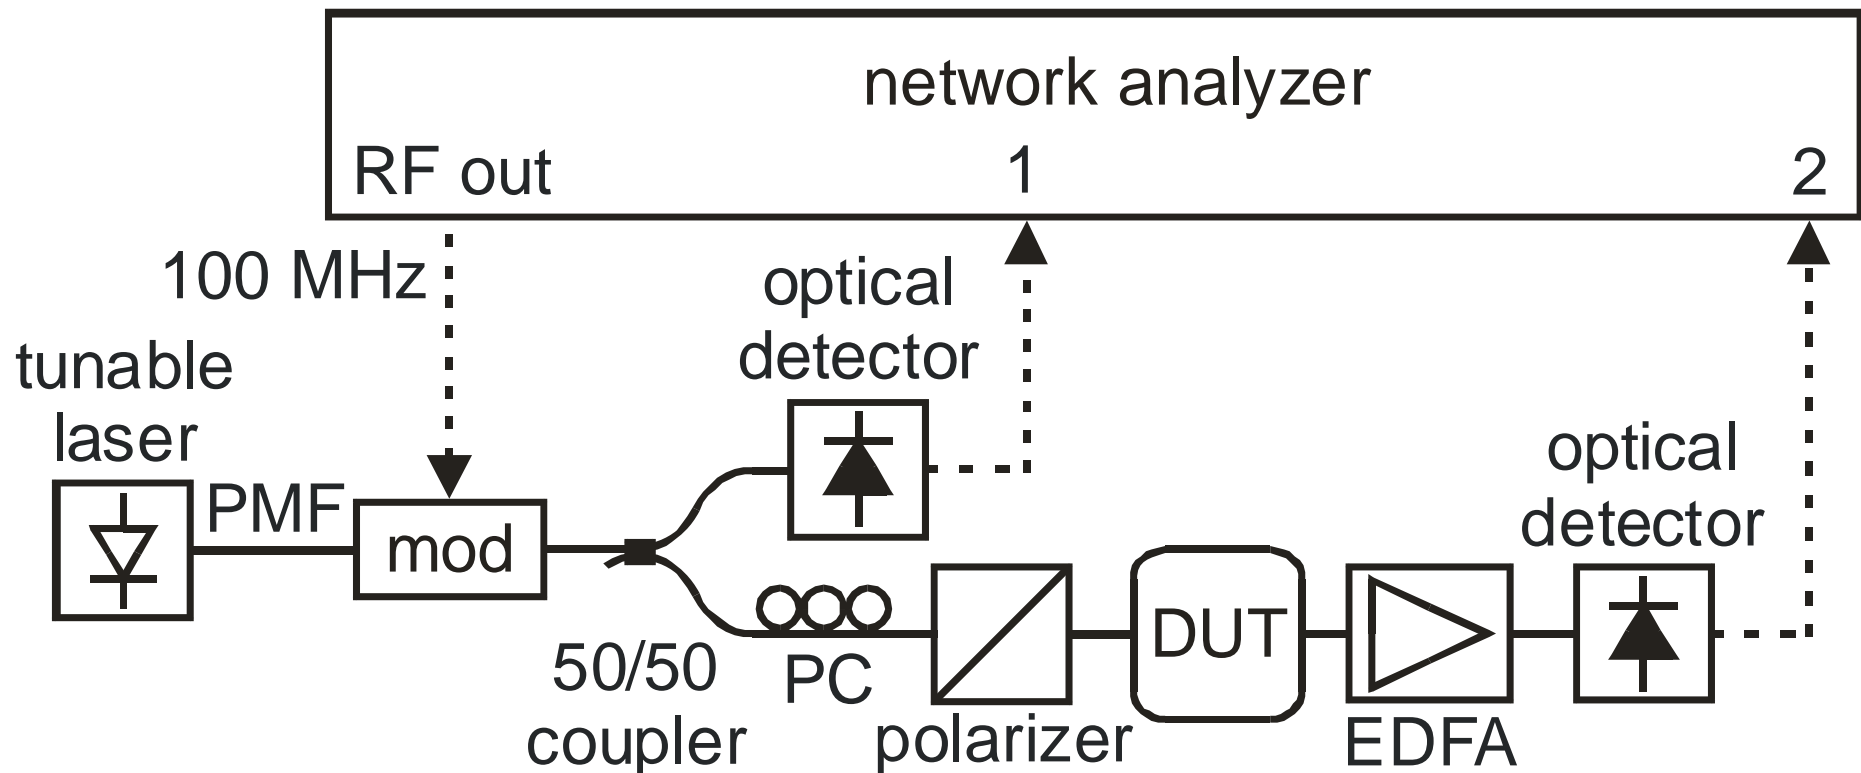 network analyzer
RF out
1
2
100 MHz
optical
detector
tunable
laser
PMF
mod
optical
detector
50/50
coupler
PC
polarizer
DUT
EDFA